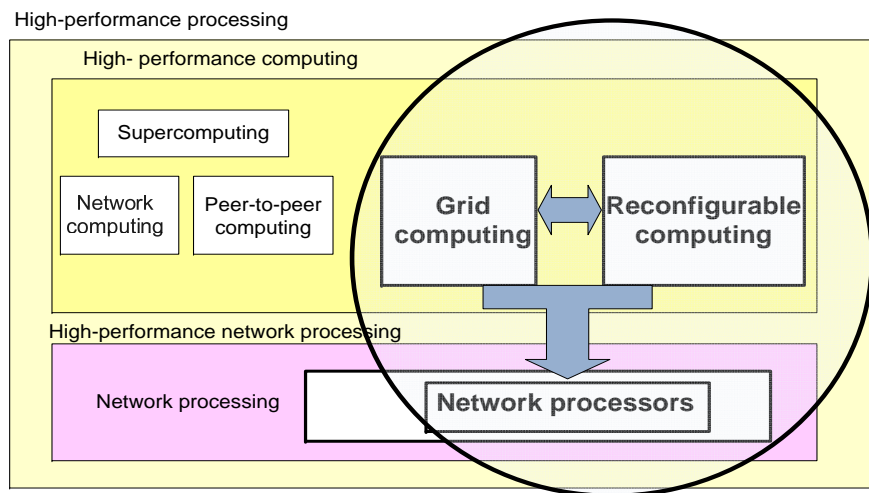 High-performance processing
High- performance computing
Supercomputing
Network
computing
Peer-to-peer
computing
Grid
computing
Reconfigurable
computing
High-performance network processing
Network processing
Network processors